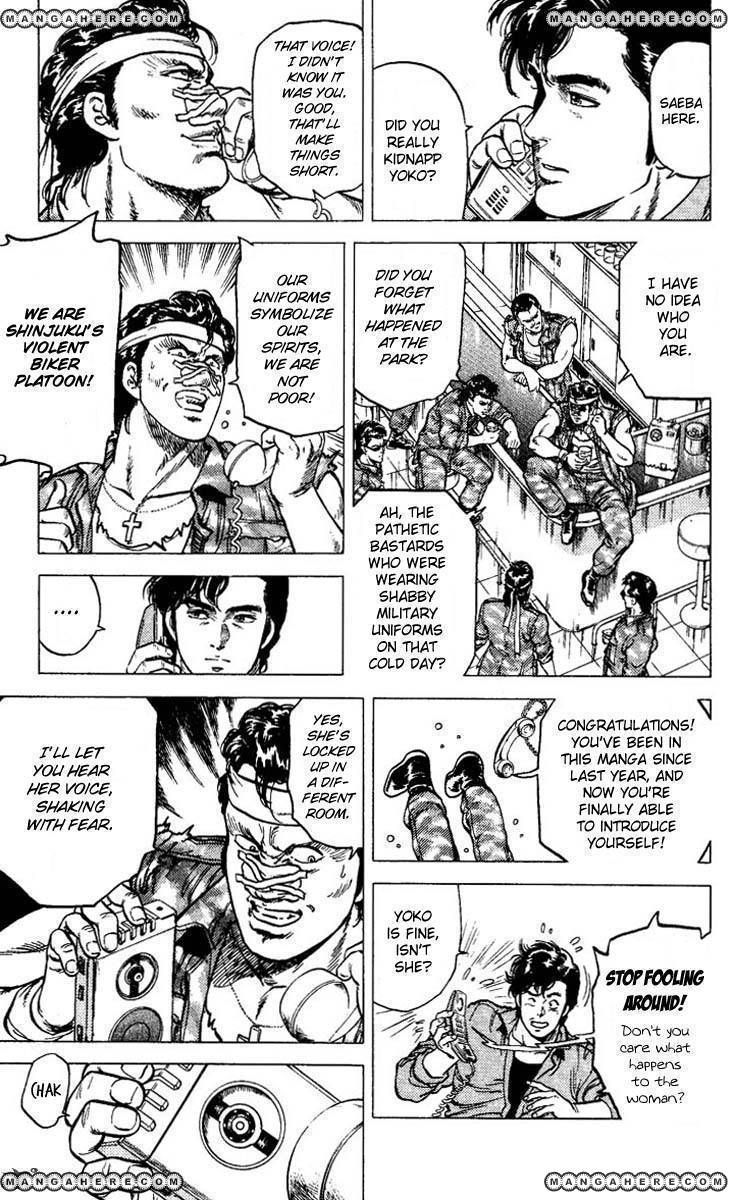 MANGAHERE.COM
MANGAHERE.COM
SAEBA
HERE.
DID YOU
REALLY
KIDNAPP
YOKO?
THAT VOICE!
I DIDN'T
KNOW IT
WAS YOU.
GOOD,
THAT'LL
MAKE
THINGS
SHORT.
I HAVE
NO IDEA
WHO
YOU
ARE.
DID YOU
FORGET
WHAT
HAPPENED
AT THE
PARK?
AH, THE
PATHETIC
BASTARDS
WHO WERE
WEARING
SHABBY
MILITARY
UNIFORMS
ON THAT
COLD DAY?
OUR
UNIFORMS
SYMBOLIZE
OUR
SPIRITS,
WE ARE
NOT
POOR!
WE ARE
SHINJUKU'S
VIOLENT
BIKER
PLATOON!
....
CONGRATULATIONS!
YOU'VE BEEN IN
THIS MANGA SINCE
LAST YEAR, AND
NOW YOU'RE
FINALLY ABLE
TO INTRODUCE
YOURSELF!
STOP FOOLING
AROUND!
Don't you
care what
happens
to the
woman?
YOKO
IS FINE,
ISN'T
SHE?
YES,
SHE'S
LOCKED
UP IN
A DIF-
FERENT
ROOM.
I'LL LET
YOU HEAR
HER VOICE,
SHAKING
WITH FEAR.
CHAK
MANGAHERE.COM
MANGAHERE.COM